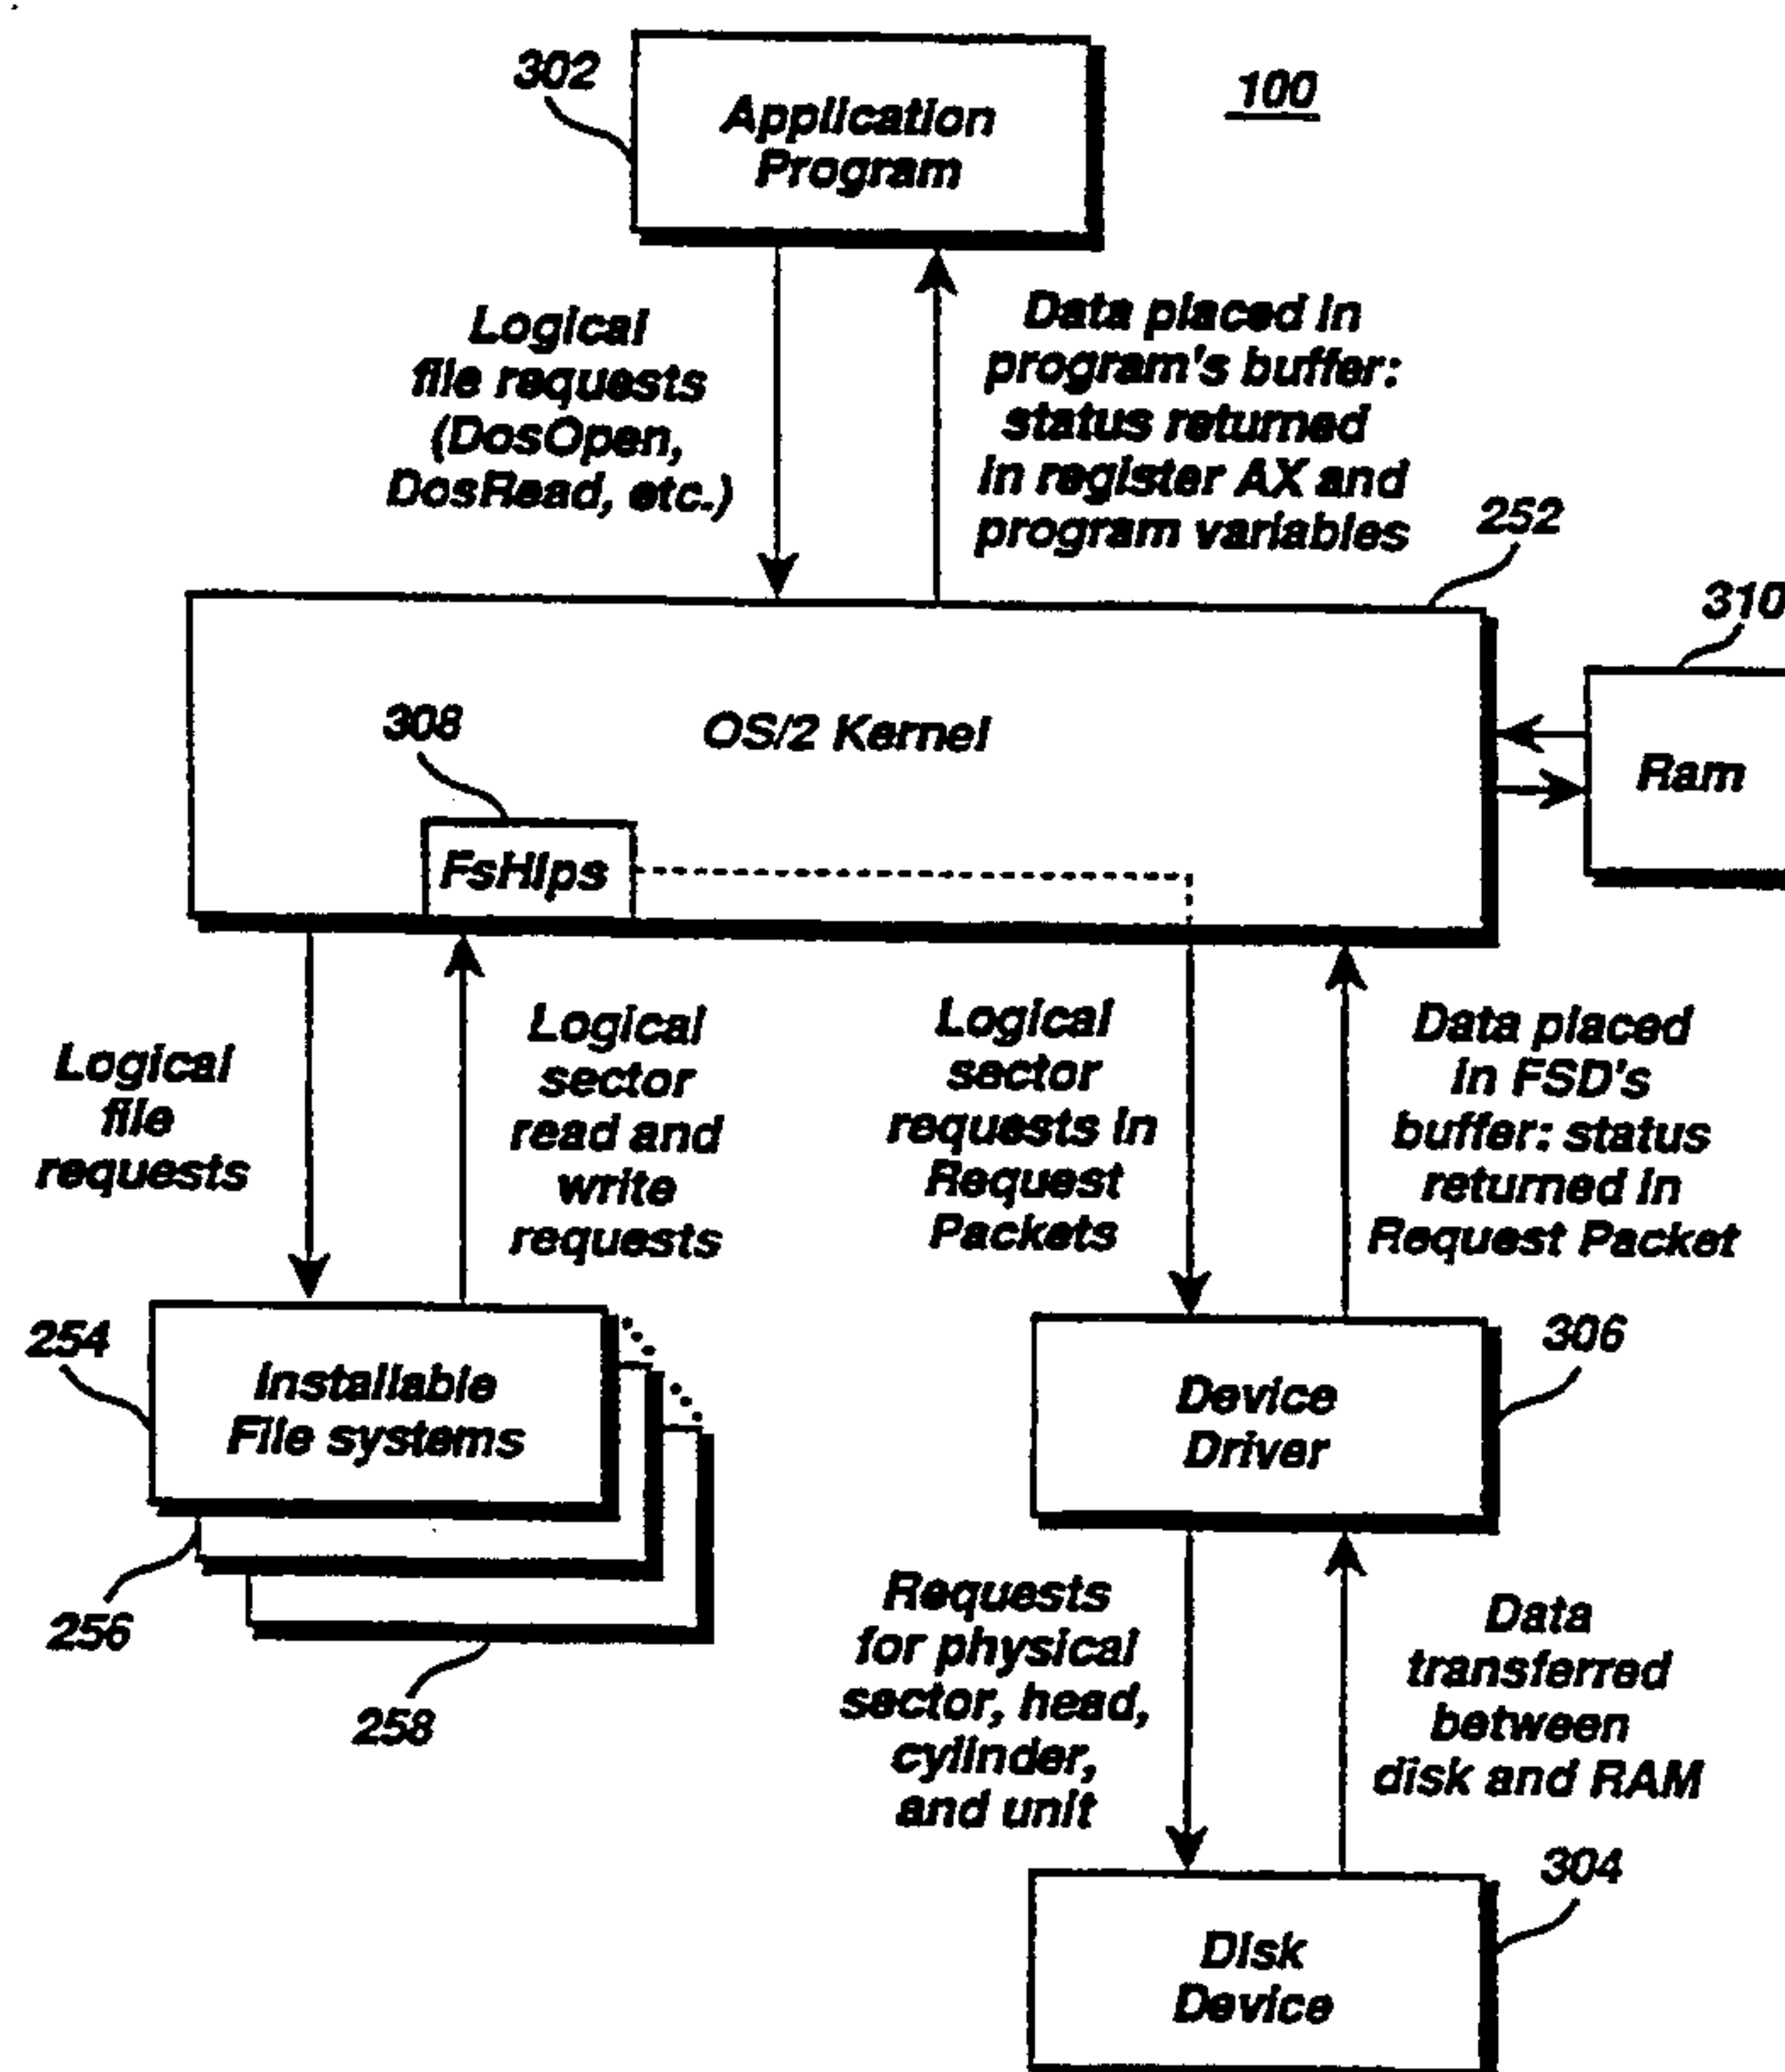 302
100
Application
Program
Logical
file requests
(DosOpen,
DosRead, etc.)
Data placed in
program's buffer:
status returned
in register AX and
program variables
252
310
308
OS/2 Kernel
Ram
FsHlps
Logical
file
requests
Logical
sector
read and
write
requests
Logical
sector
requests in
Request
Packets
Data placed
in FSD's
buffer: status
returned in
Request Packet
254
Installable
File systems
306
Device
Driver
256
258
Requests
for physical
sector, head,
cylinder,
and unit
Data
transferred
between
disk and RAM
304
Disk
Device